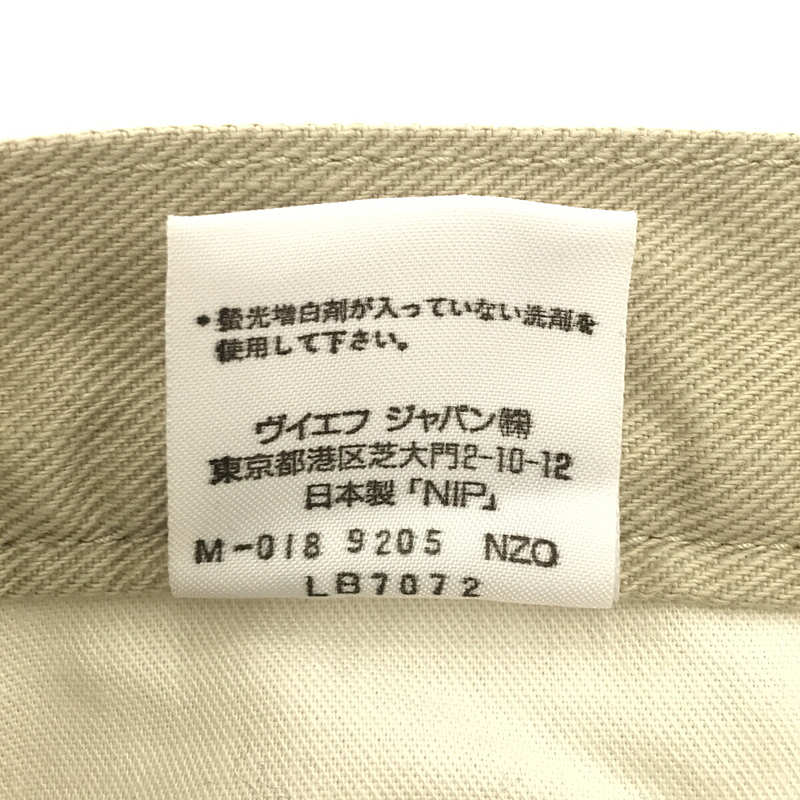 ・蛍光増白剤が入っていない洗剤を
使用して下さい。
ヴイエフ ジャパン㈱
東京都港区芝大門2-10-12
日本製「NIP」
M-018 9205 NZO
LB7072